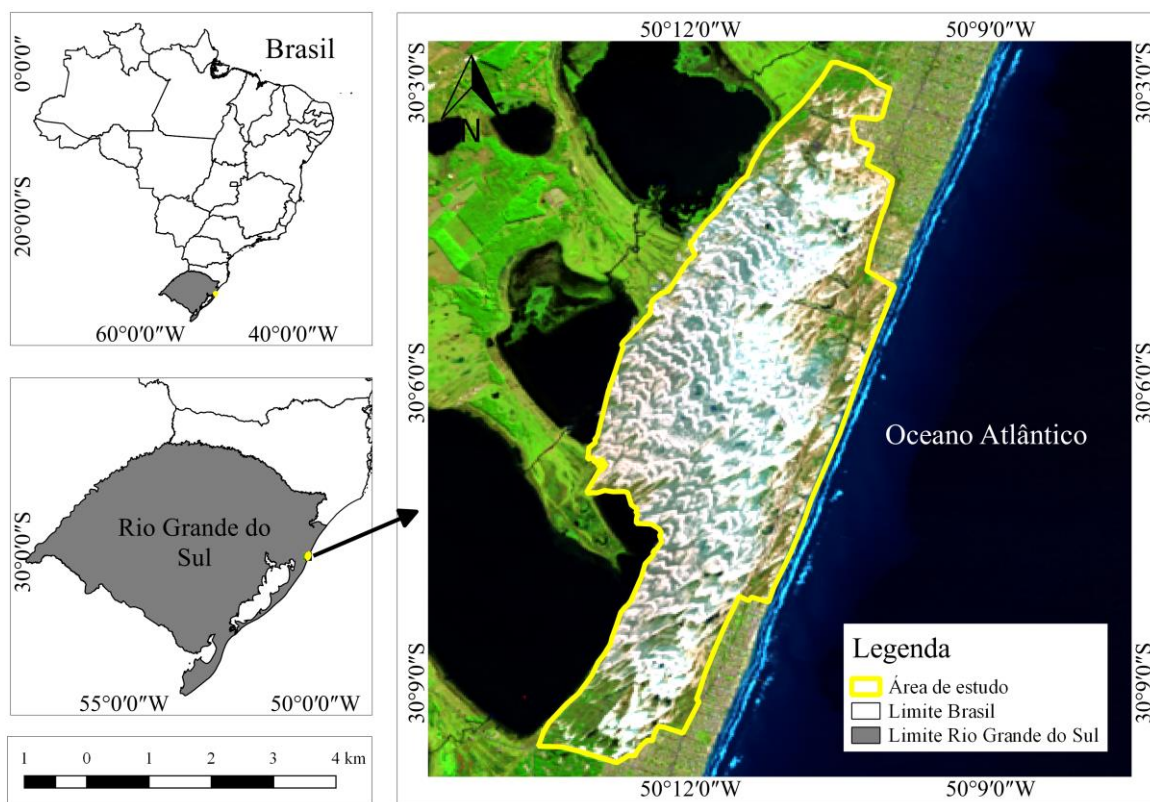 Brasil
0°0'0"
20°0'0"S
60°0'0"W 40°0'0"W
Rio Grande do
Sul
30°0'0"S
55°0'0"W 50°0'0"W
1 0 1 2 3 4 km
50°12'0"W 50°9'0"W
30°3'0"S 30°3'0"S
N
30°6'0"S 30°6'0"S
Oceano Atlântico
30°9'0"S 30°9'0"S
Legenda
Área de estudo
Limite Brasil
Limite Rio Grande do Sul
50°12'0"W 50°9'0"W